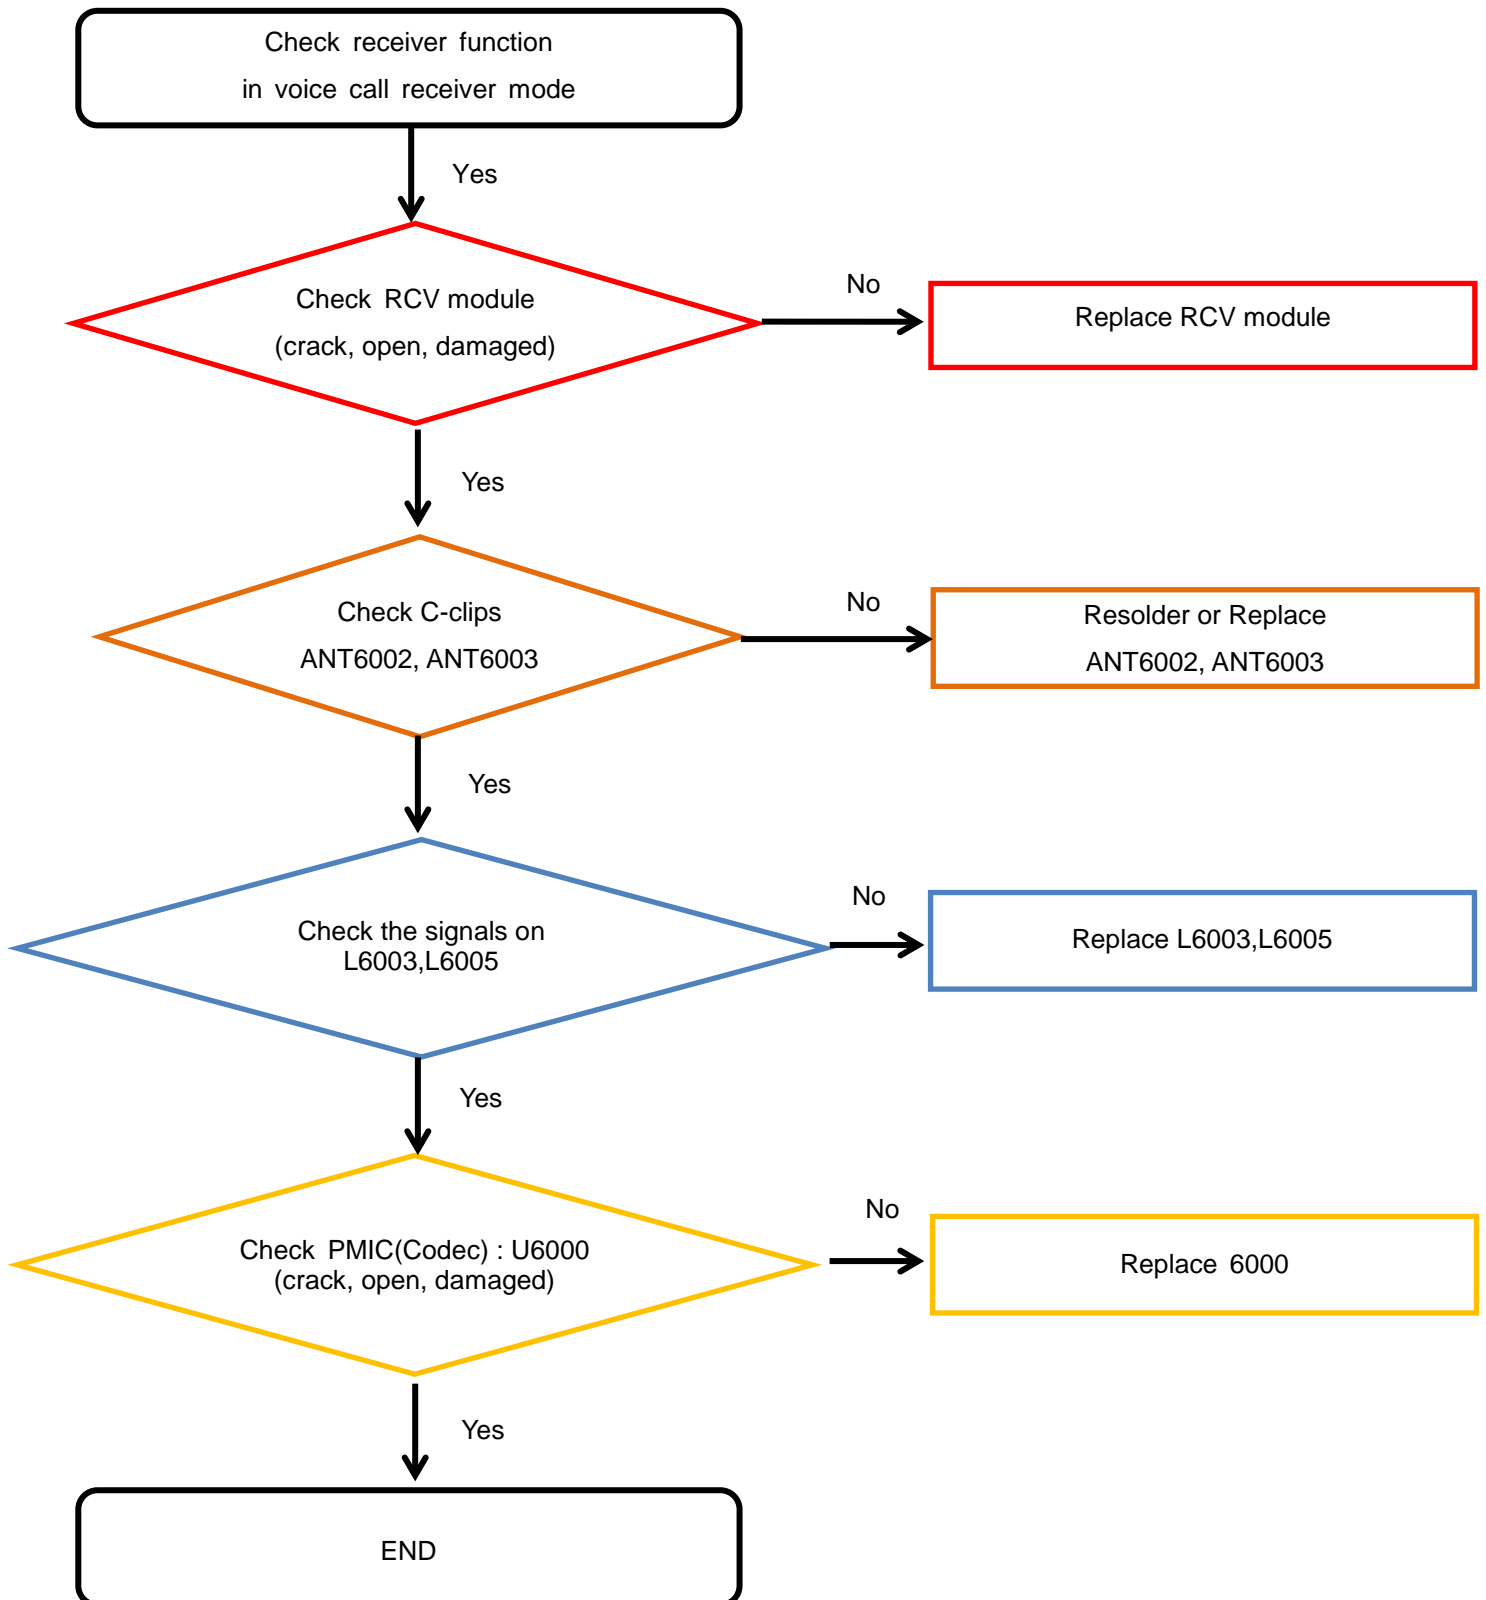 Check receiver function
in voice call receiver mode
Yes
Check RCV module
(crack, open, damaged)
No
Replace RCV module
Yes
Check C-clips
ANT6002, ANT6003
No
Resolder or Replace
ANT6002, ANT6003
Yes
Check the signals on
L6003,L6005
No
Replace L6003,L6005
Yes
Check PMIC(Codec) : U6000
(crack, open, damaged)
No
Replace 6000
Yes
END